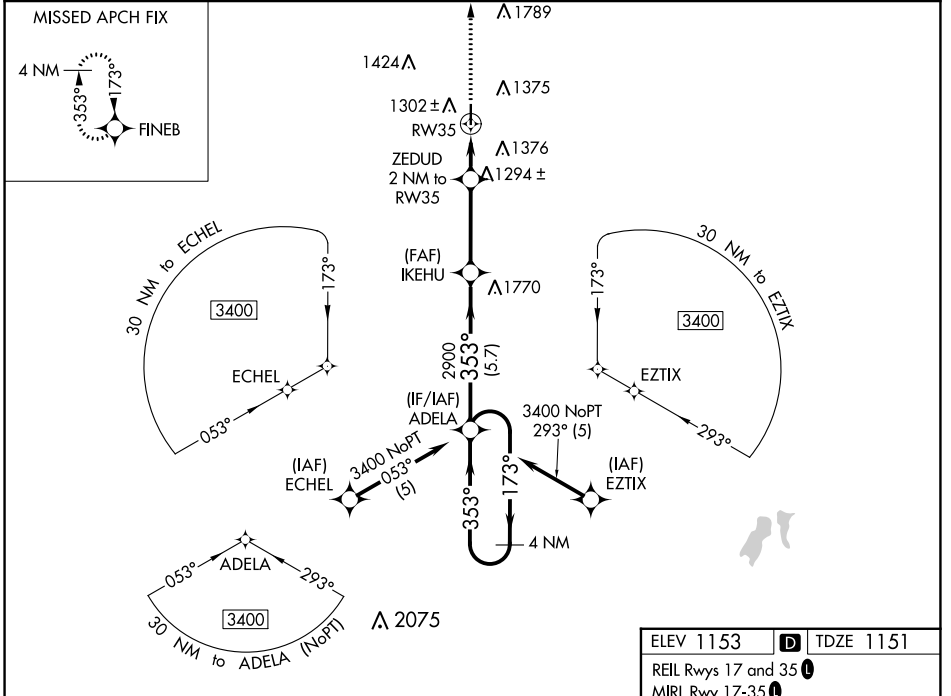 MISSED APCH FIX
4 NM
353°
173°
FINEB
1789
1424
1375
1302 ±
RW35
1376
ZEDUD
2 NM to
RW35
1294 ±
(FAF)
IKEHU
1770
30 NM to ECHEL
3400
173°
ECHEL
053°
30 NM to EZTIX
173°
3400
EZTIX
293°
2900
353°
(5.7)
(IF/IAF)
ADELA
3400 NoPT
293° (5)
(IAF)
ECHEL
3400 NoPT
053°
(5)
353°
173°
(IAF)
EZTIX
4 NM
053°
ADELA
293°
3400
30 NM to ADELA (NoPT)
2075
ELEV 1153 D TDZE 1151
REIL Rwys 17 and 35 L
MIRL Rwy 17-35 L